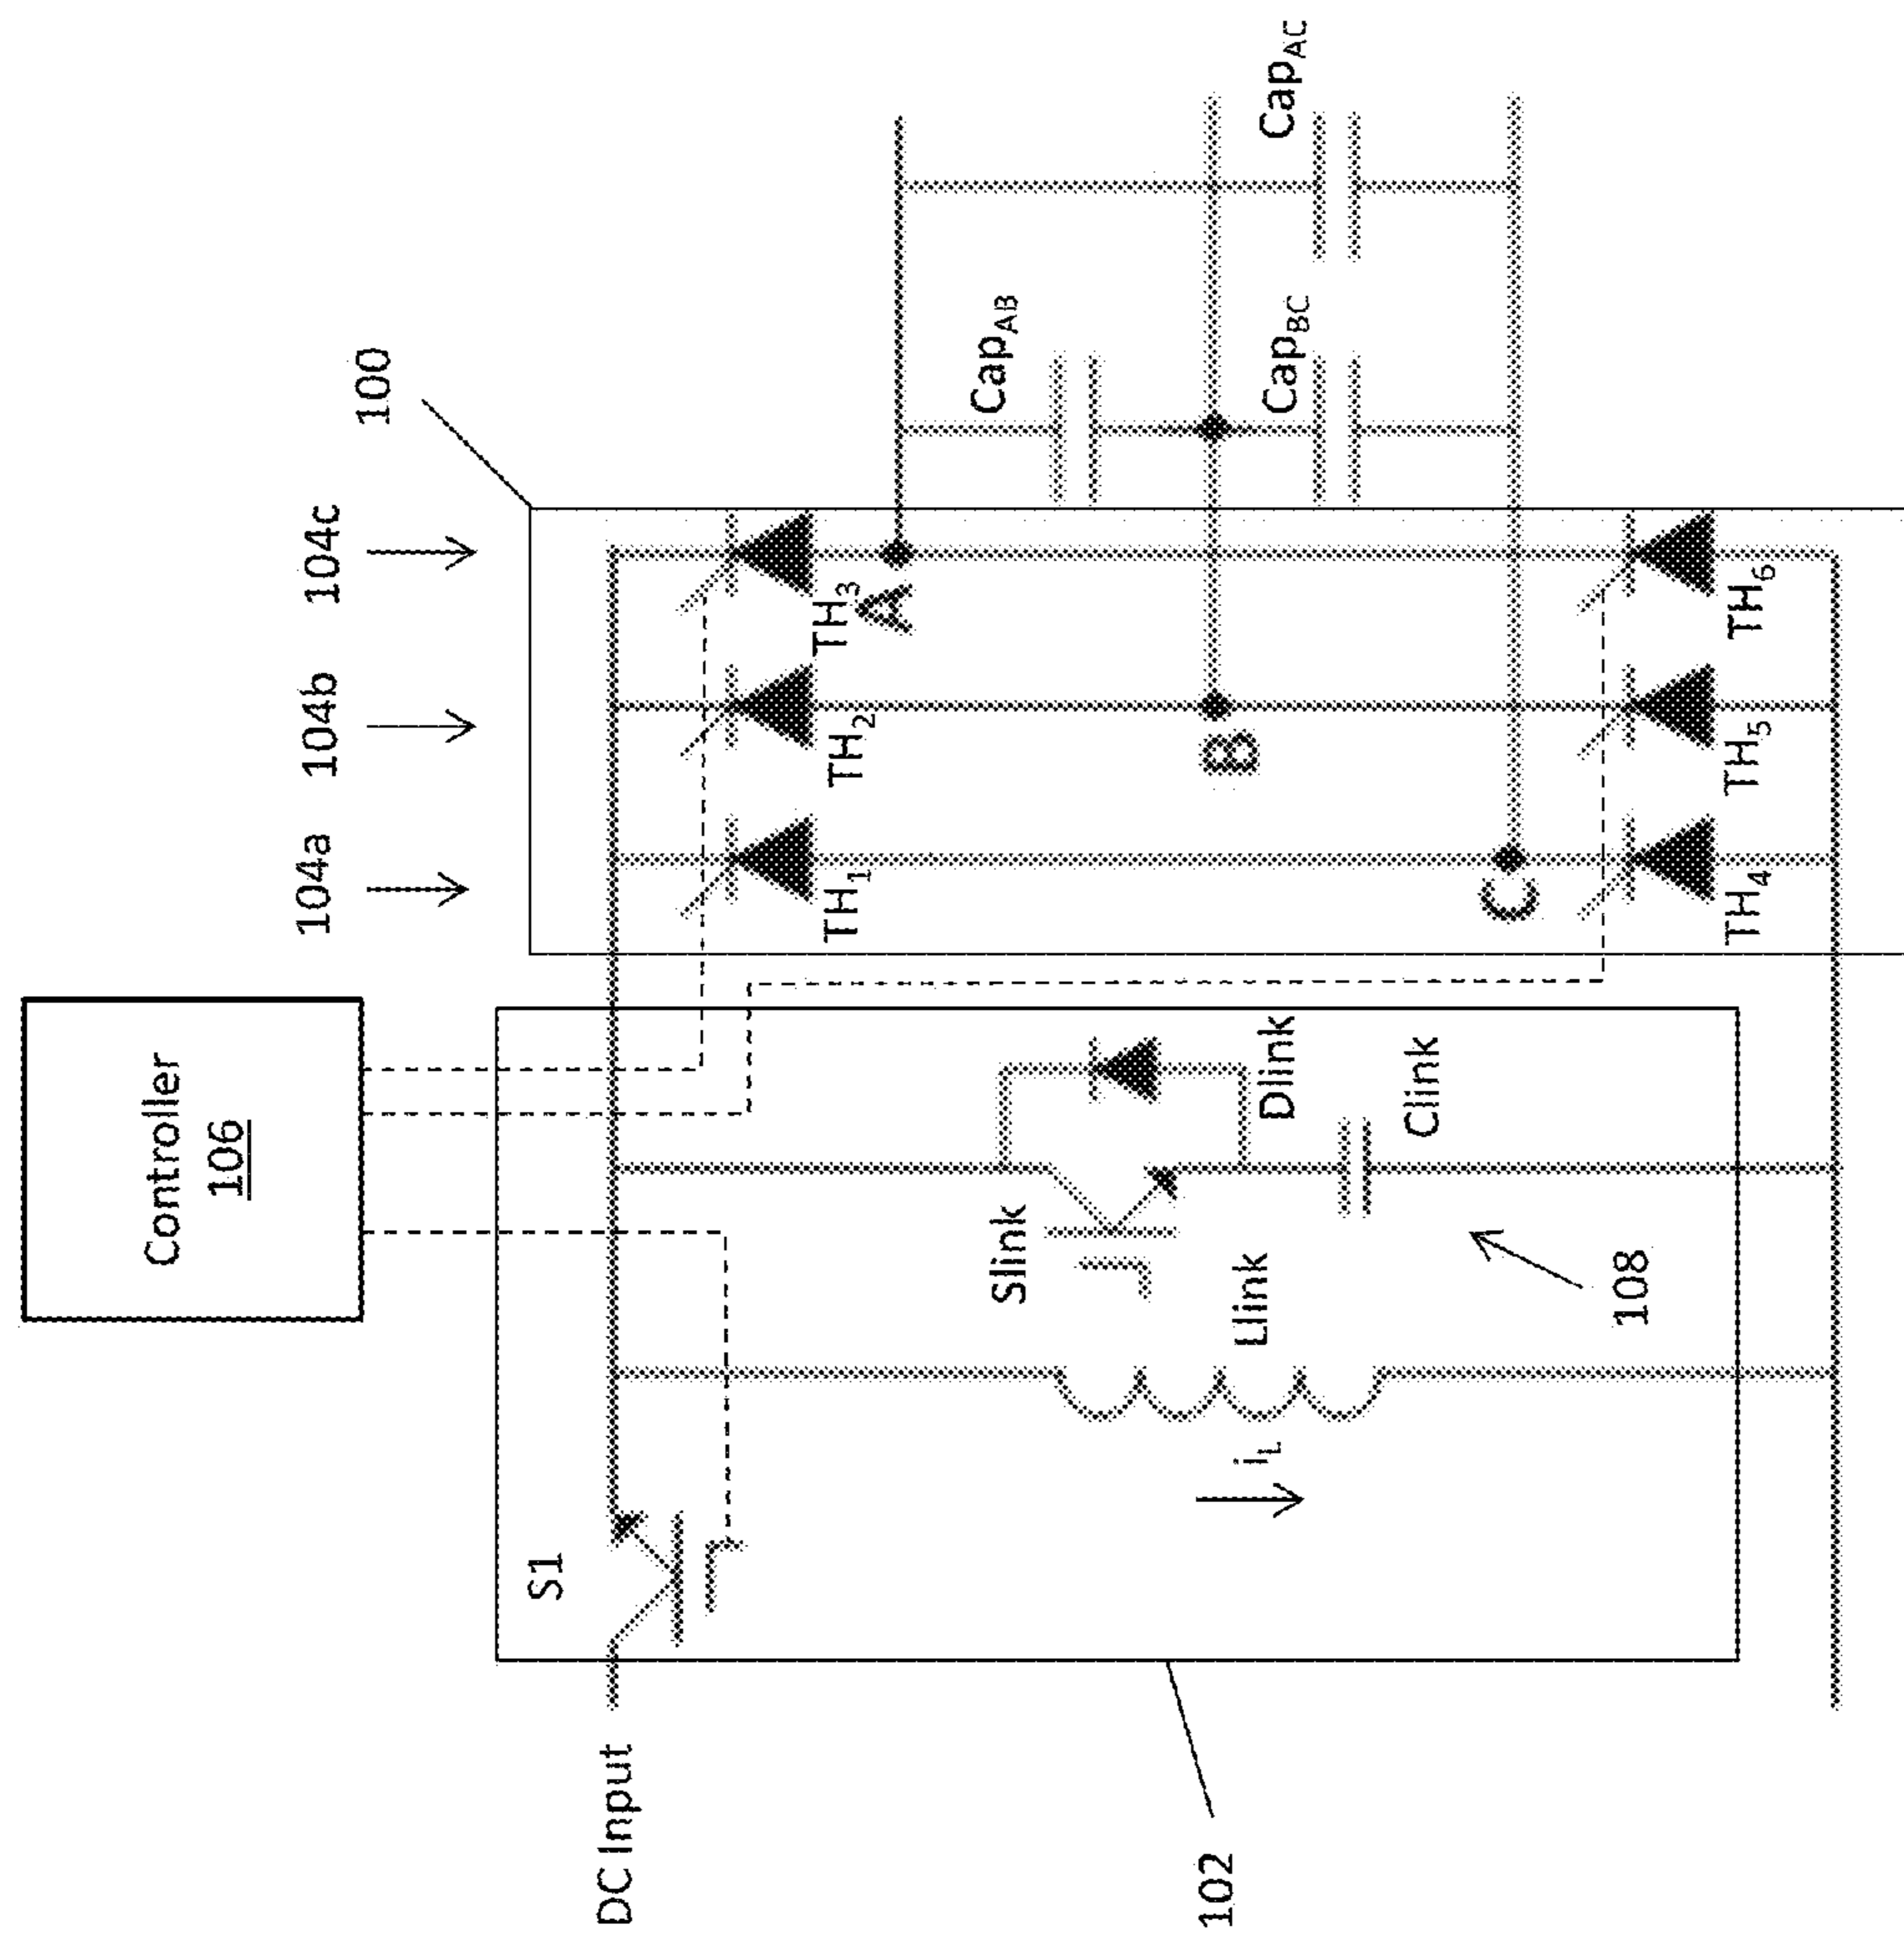 Controller
106
104a
104b
104c
100
S1
DC Input
102
iL
Llink
Slink
Dlink
Clink
108
TH1
TH2
TH3
A
B
C
TH4
TH5
TH6
CapAB
CapBC
CapAC